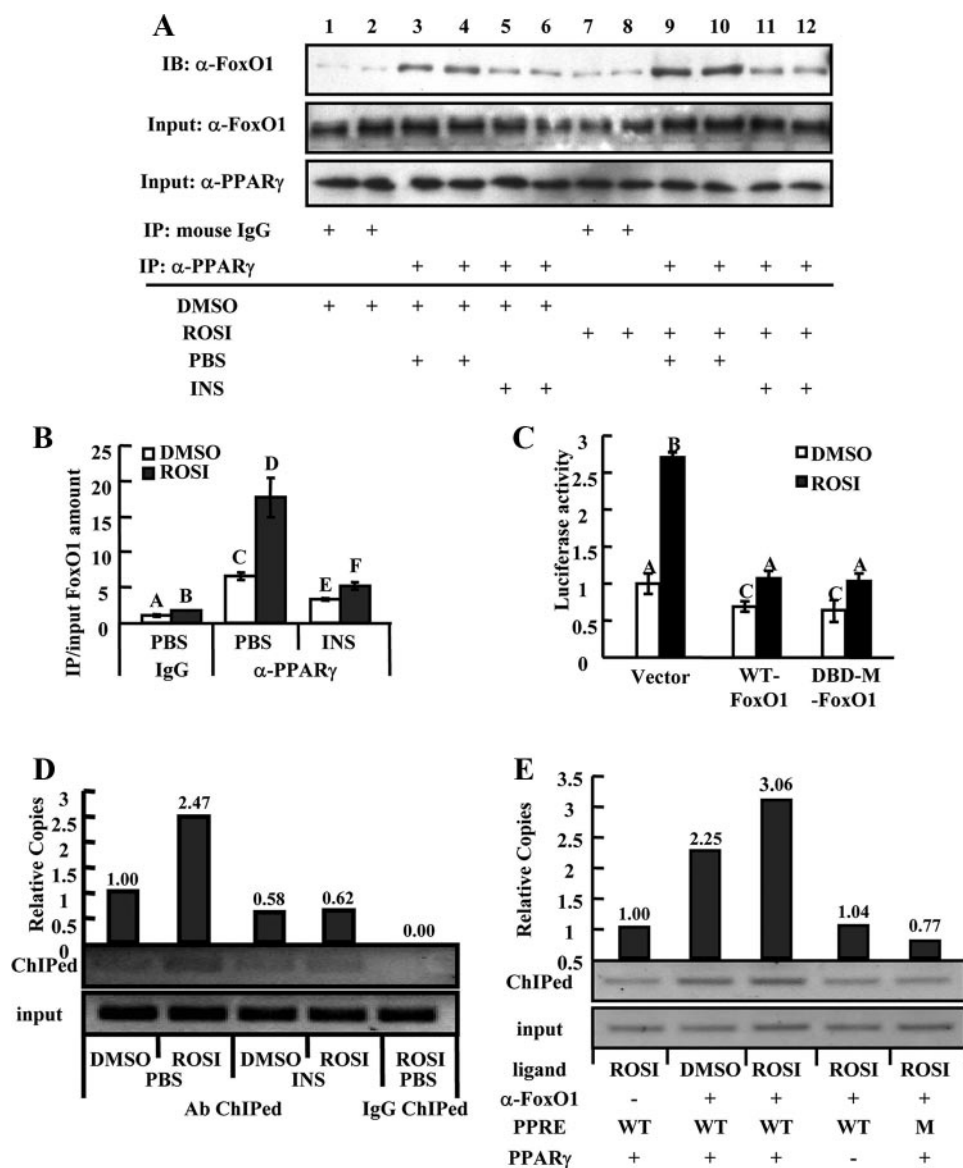 A
1 2 3 4 5 6 7 8 9 10 11 12
IB: α-FoxO1
Input: α-FoxO1
Input: α-PPARγ
IP: mouse IgG + + + +
IP: α-PPARγ + + + + + + + +
DMSO + + + + + +
ROSI + + + + + +
PBS + + + +
INS + + + +
B
IP/input FoxO1 amount
25
20
15
10
5
0
DMSO
ROSI
A B C D E F
PBS PBS INS
IgG α-PPARγ
C
Luciferase activity
3
2.5
2
1.5
1
0.5
0
DMSO
ROSI
A B C A C A
Vector WT-FoxO1 DBD-M-FoxO1
D
Relative Copies
3
2.5
2
1.5
1
0.5
0
1.00 2.47 0.58 0.62 0.00
ChIPed
input
DMSO ROSI DMSO ROSI ROSI
PBS INS PBS
Ab ChIPed IgG ChIPed
E
Relative Copies
3.5
3
2.5
2
1.5
1
0.5
1.00 2.25 3.06 1.04 0.77
ChIPed
input
ligand ROSI DMSO ROSI ROSI ROSI
α-FoxO1 - + + + +
PPRE WT WT WT WT M
PPARγ + + + - +